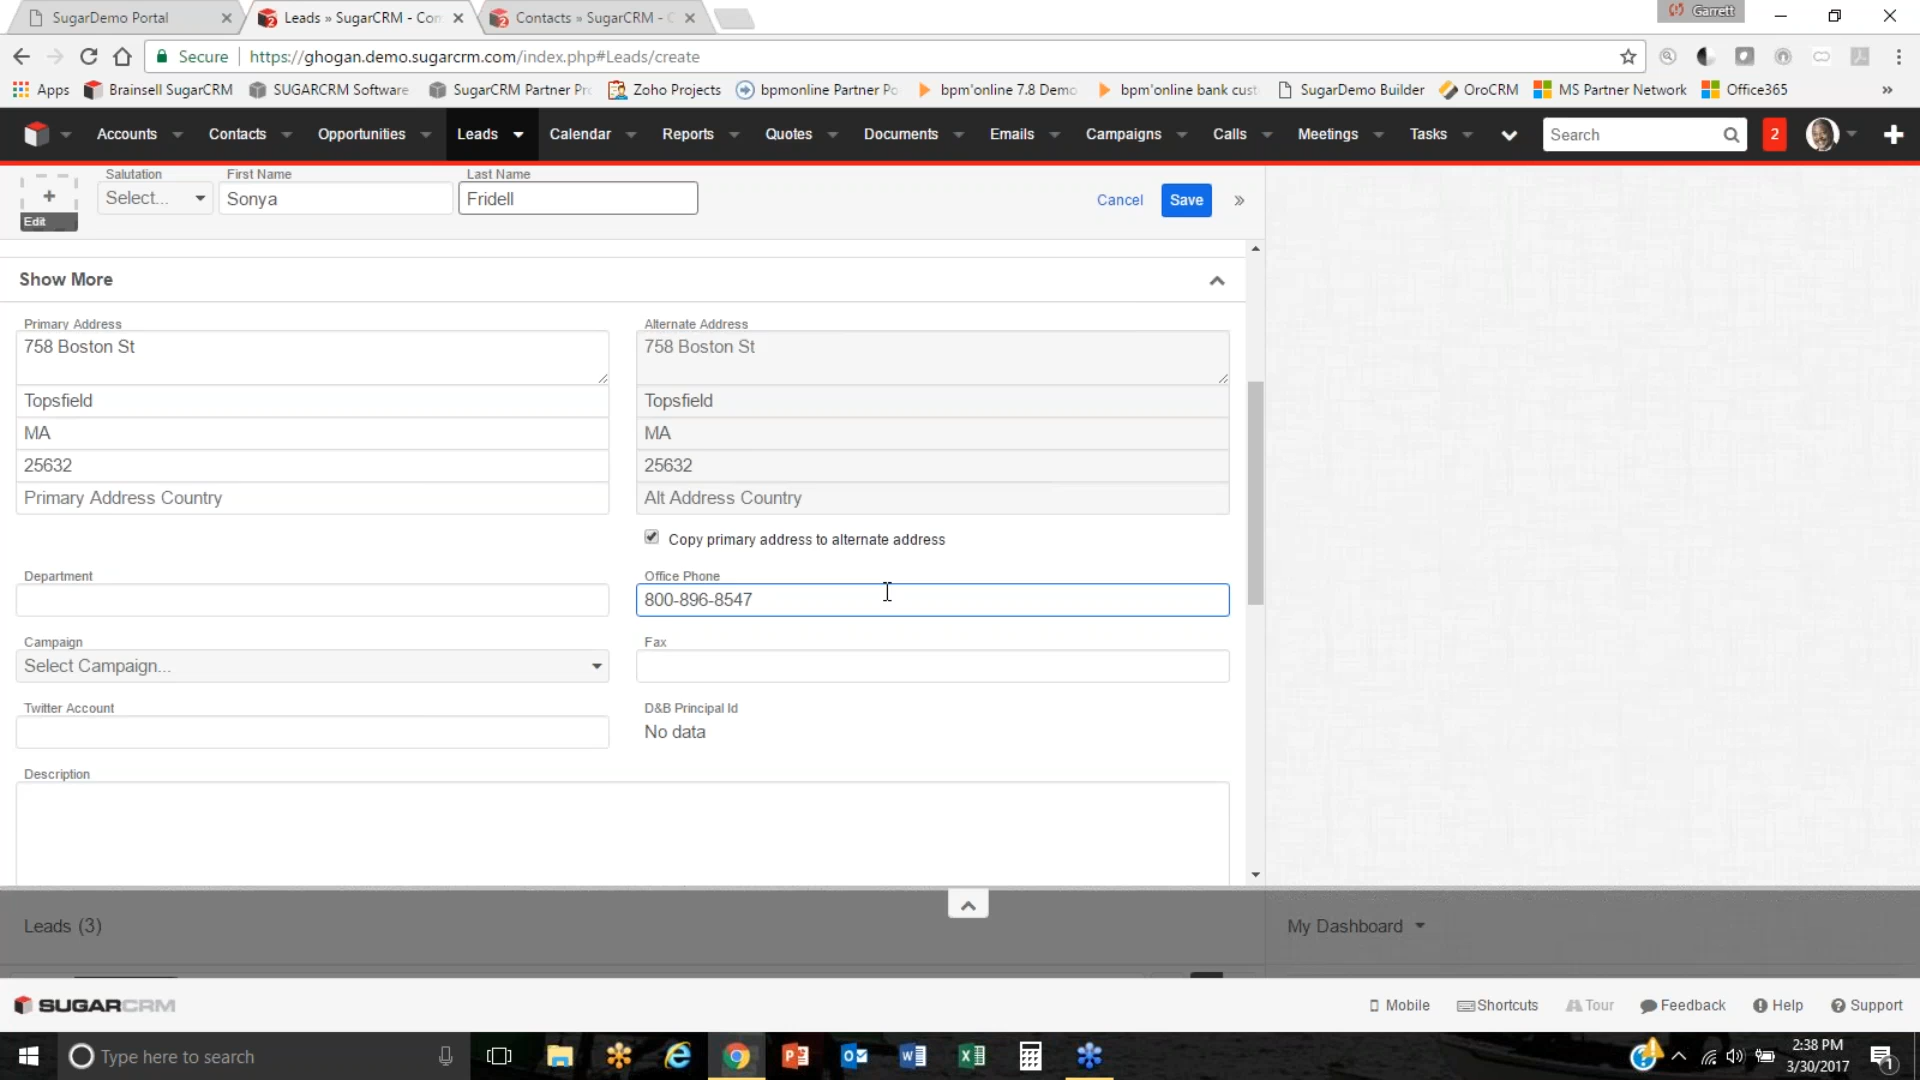 SugarDemo Portal
Leads » SugarCRM - Con
Contacts » SugarCRM - C
Garrett
Secure
https://ghogan.demo.sugarcrm.com/index.php#Leads/create
Apps
Brainsell SugarCRM
SUGARCRM Software
SugarCRM Partner Pr
Zoho Projects
bpmonline Partner Po
bpm'online 7.8 Demo
bpm'online bank cust
SugarDemo Builder
OroCRM
MS Partner Network
Office365
»
Accounts
Contacts
Opportunities
Leads
Calendar
Reports
Quotes
Documents
Emails
Campaigns
Calls
Meetings
Tasks
Search
2
Salutation
First Name
Last Name
Edit
Select...
Sonya
Fridell
Cancel
Save
»
Show More
Primary Address
Alternate Address
758 Boston St
758 Boston St
Topsfield
Topsfield
MA
MA
25632
25632
Primary Address Country
Alt Address Country
Copy primary address to alternate address
Department
Office Phone
800-896-8547
Campaign
Fax
Select Campaign...
Twitter Account
D&B Principal Id
No data
Description
Leads (3)
My Dashboard
SUGARCRM
Mobile
Shortcuts
Tour
Feedback
Help
Support
Type here to search
2:38 PM
3/30/2017
1